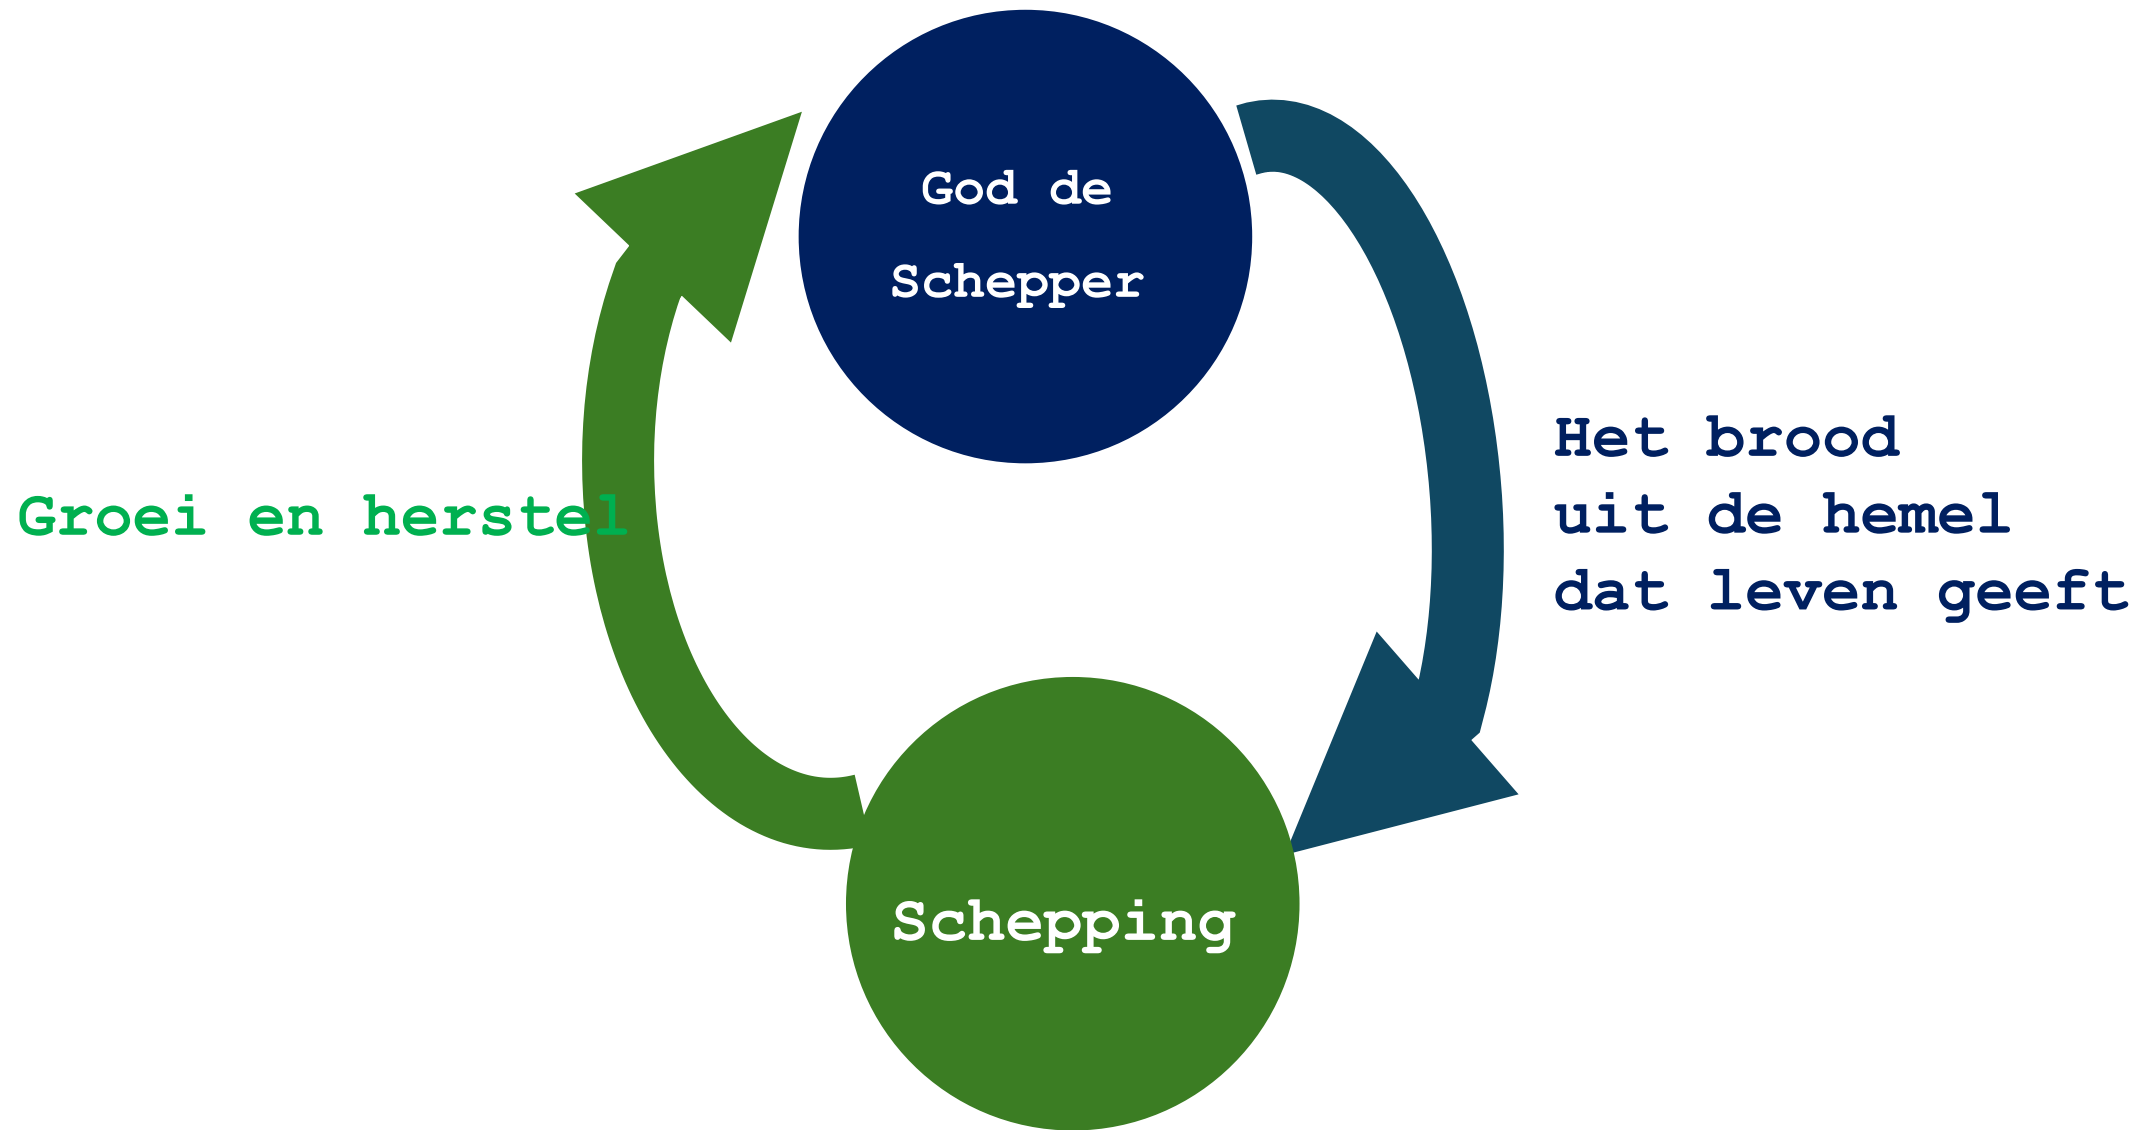 God de
Schepper
Het brood
uit de hemel
dat leven geeft
Groei en herstel
Schepping